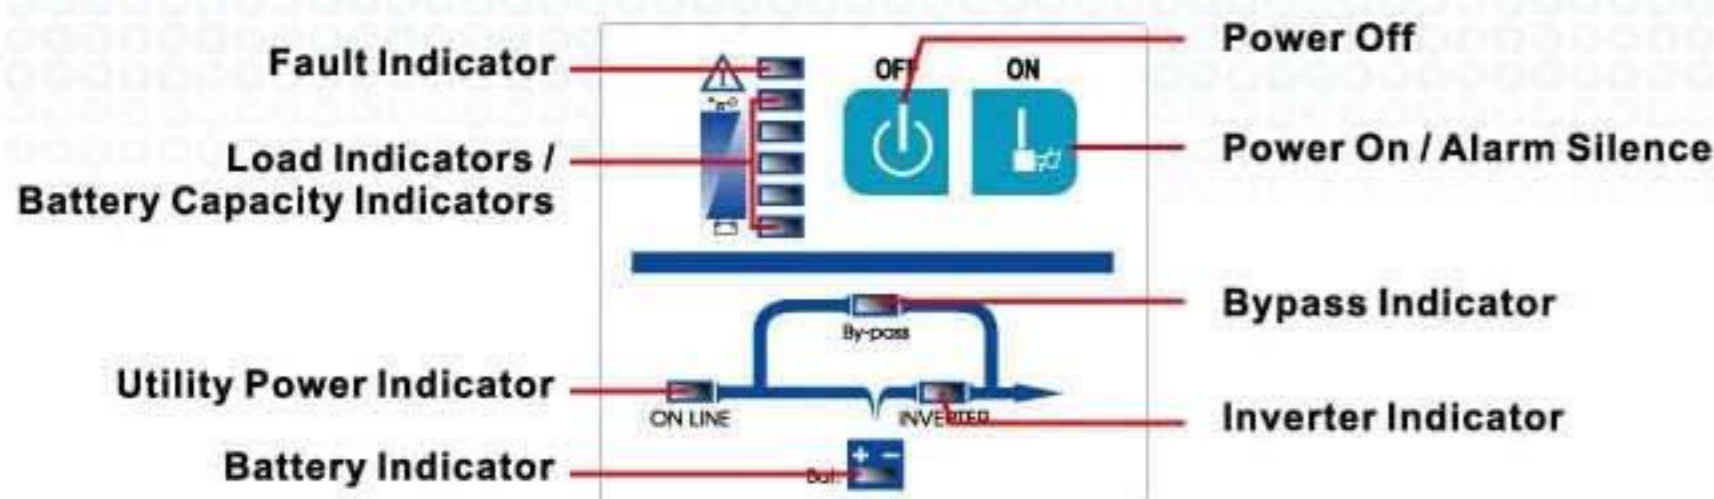 Fault Indicator
Load Indicators /
Battery Capacity Indicators
Utility Power Indicator
Battery Indicator
OFF
ON
By-pass
ON LINE
INVERTER
Power Off
Power On / Alarm Silence
Bypass Indicator
Inverter Indicator